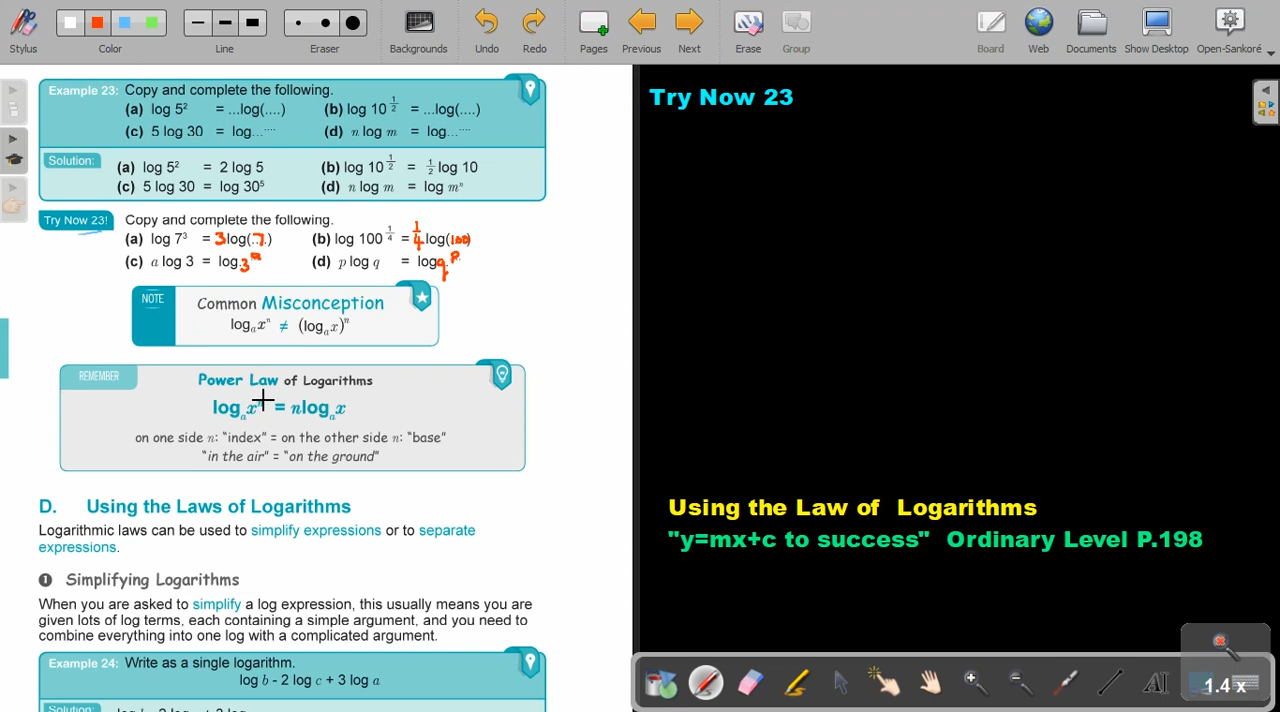 Stylus Color Line Eraser Backgrounds Undo Redo Pages Previous Next Erase Group Board Web Documents Show Desktop Open-Sankoré
Example 23: Copy and complete the following.
(a) log 5² = ...log(....) (b) log 10^(1/2) = ...log(....)
(c) 5 log 30 = log...^.... (d) n log m = log...^....
Solution:
(a) log 5² = 2 log 5 (b) log 10^(1/2) = 1/2 log 10
(c) 5 log 30 = log 30⁵ (d) n log m = log mⁿ
Try Now 23! Copy and complete the following.
(a) log 7³ = 3log(..7.) (b) log 100^(1/4) = 1/4 log(100)
(c) a log 3 = log.3^a (d) p log q = log q^p
NOTE
Common Misconception
logₐxⁿ ≠ (logₐx)ⁿ
REMEMBER
Power Law of Logarithms
logₐxⁿ = nlogₐx
on one side n: "index" = on the other side n: "base"
"in the air" = "on the ground"
D. Using the Laws of Logarithms
Logarithmic laws can be used to simplify expressions or to separate
expressions.
1 Simplifying Logarithms
When you are asked to simplify a log expression, this usually means you are
given lots of log terms, each containing a simple argument, and you need to
combine everything into one log with a complicated argument.
Example 24: Write as a single logarithm.
log b - 2 log c + 3 log a
Solution:
Try Now 23
Using the Law of Logarithms
"y=mx+c to success" Ordinary Level P.198
1.4 x